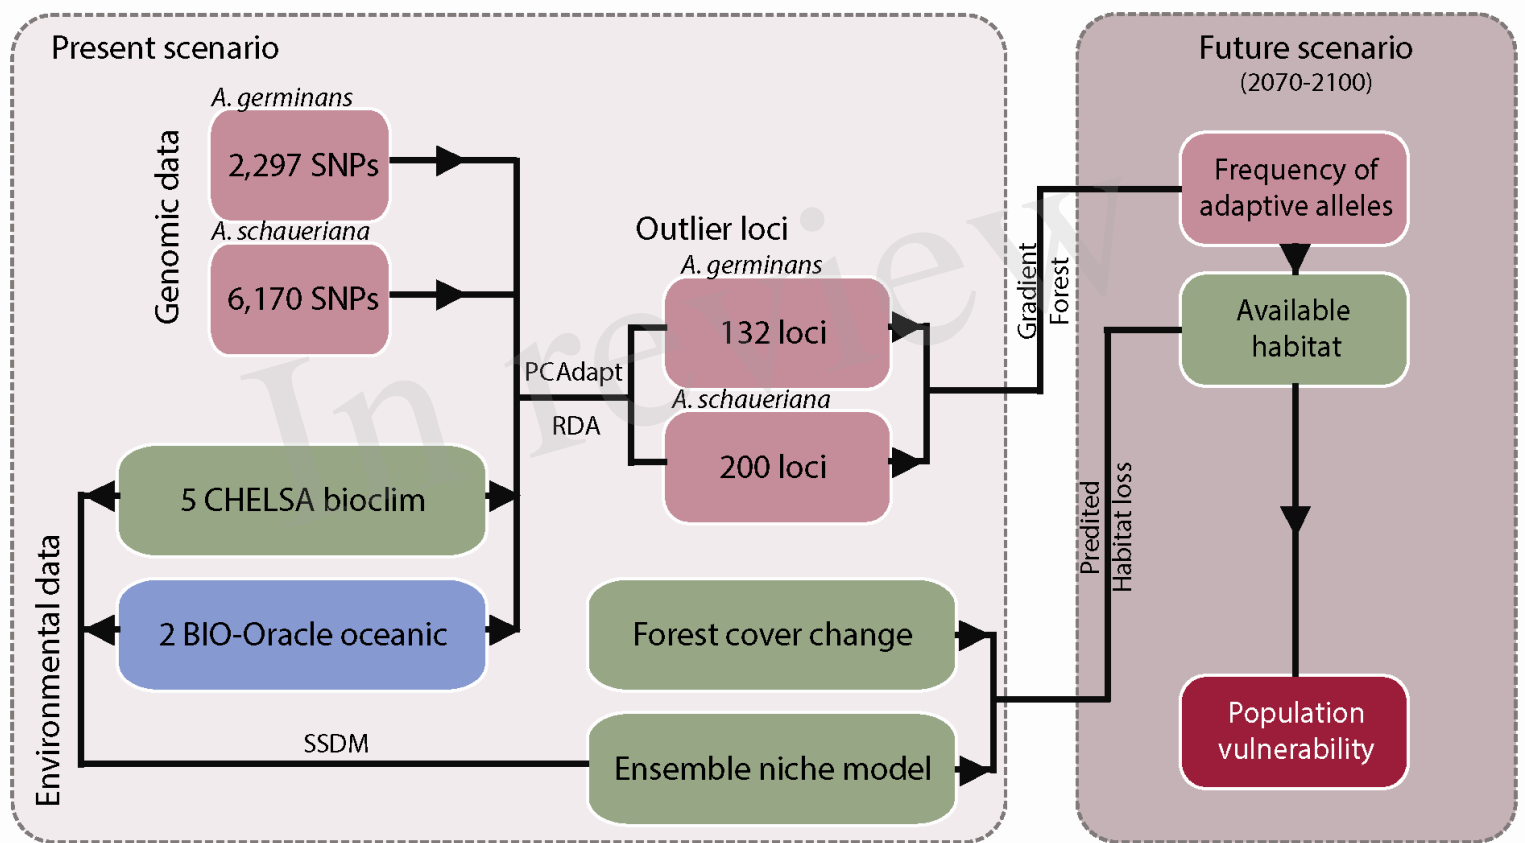 Present scenario
Genomic data
A. germinans
2,297 SNPs
A. schaueriana
6,170 SNPs
PCAdapt
RDA
Outlier loci
A. germinans
132 loci
A. schaueriana
200 loci
Environmental data
5 CHELSA bioclim
2 BIO-Oracle oceanic
SSDM
Forest cover change
Ensemble niche model
Gradient
Forest
Predited
Habitat loss
Future scenario
(2070-2100)
Frequency of
adaptive alleles
Available
habitat
Population
vulnerability
In review